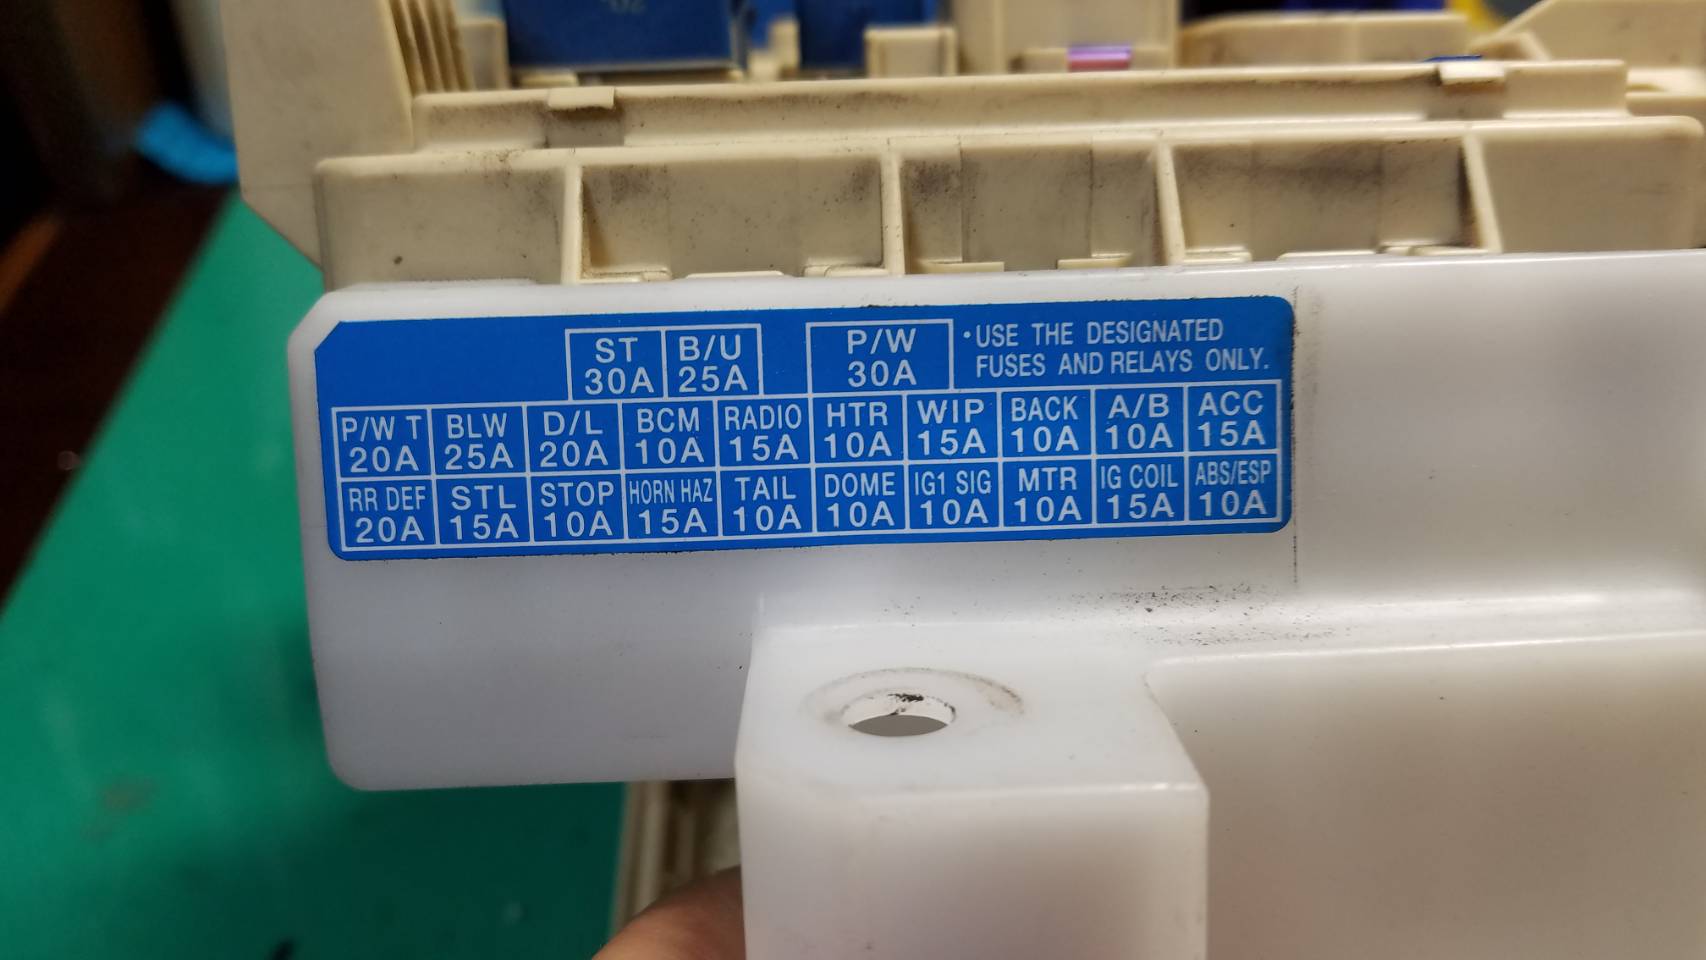 ST B/U P/W •USE THE DESIGNATED
30A 25A 30A FUSES AND RELAYS ONLY.
P/W T BLW D/L BCM RADIO HTR WIP BACK A/B ACC
20A 25A 20A 10A 15A 10A 15A 10A 10A 15A
RR DEF STL STOP HORN HAZ TAIL DOME IG1 SIG MTR IG COIL ABS/ESP
20A 15A 10A 15A 10A 10A 10A 10A 15A 10A